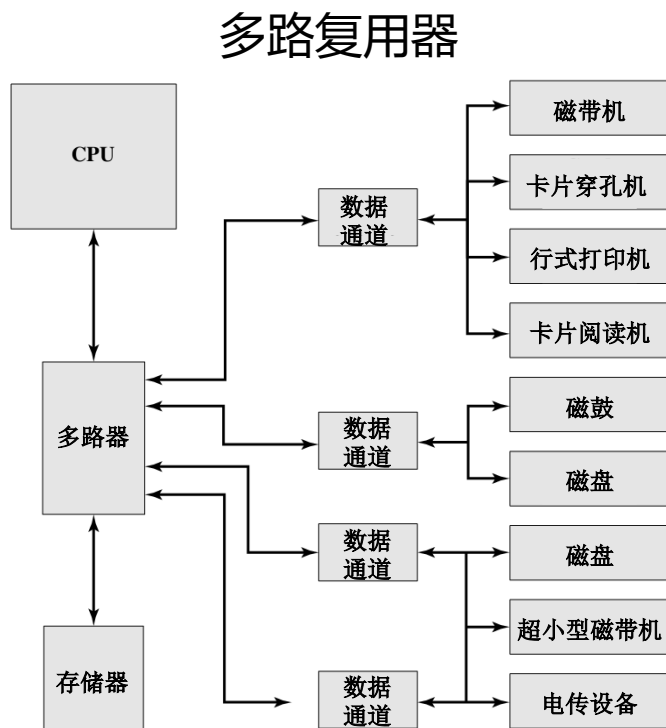 多路复用器
CPU
磁带机
卡片穿孔机
数据
通道
行式打印机
卡片阅读机
多路器
数据
通道
磁鼓
磁盘
数据
通道
磁盘
超小型磁带机
存储器
数据
通道
电传设备